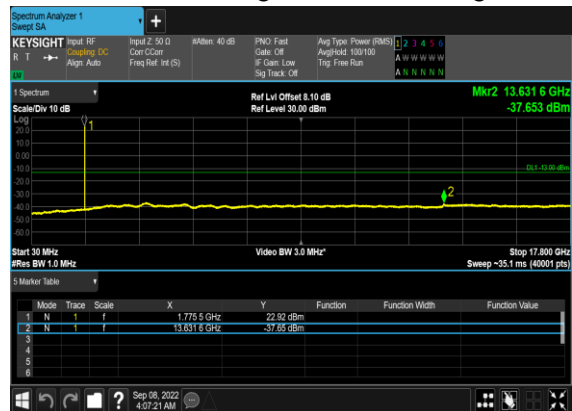 Spectrum Analyzer 1
Swept SA
+
KEYSIGHT Input: RF Input Z: 50 Ω #Atten: 40 dB PNO: Fast Avg Type: Power (RMS) 1 2 3 4 5 6
R T Coupling: DC Corr CCorr Gate: Off Avg|Hold: 100/100 A W W W W W
Align: Auto Freq Ref: Int (S) IF Gain: Low Trig: Free Run
Sig Track: Off A N N N N N
LXI
1 Spectrum Ref Lvl Offset 8.10 dB Mkr2 13.631 6 GHz
Scale/Div 10 dB Ref Level 30.00 dBm -37.653 dBm
Log
1
20.0
10.0
0.00
-10.0
DL1 -13.00 dBm
-20.0
-30.0
2
-40.0
-50.0
-60.0
Start 30 MHz Video BW 3.0 MHz* Stop 17.800 GHz
#Res BW 1.0 MHz Sweep ~35.1 ms (40001 pts)
5 Marker Table
Mode Trace Scale X Y Function Function Width Function Value
1 N 1 f 1.775 5 GHz 22.92 dBm
2 N 1 f 13.631 6 GHz -37.65 dBm
3
4
5
6
? Sep 08, 2022
4:07:21 AM